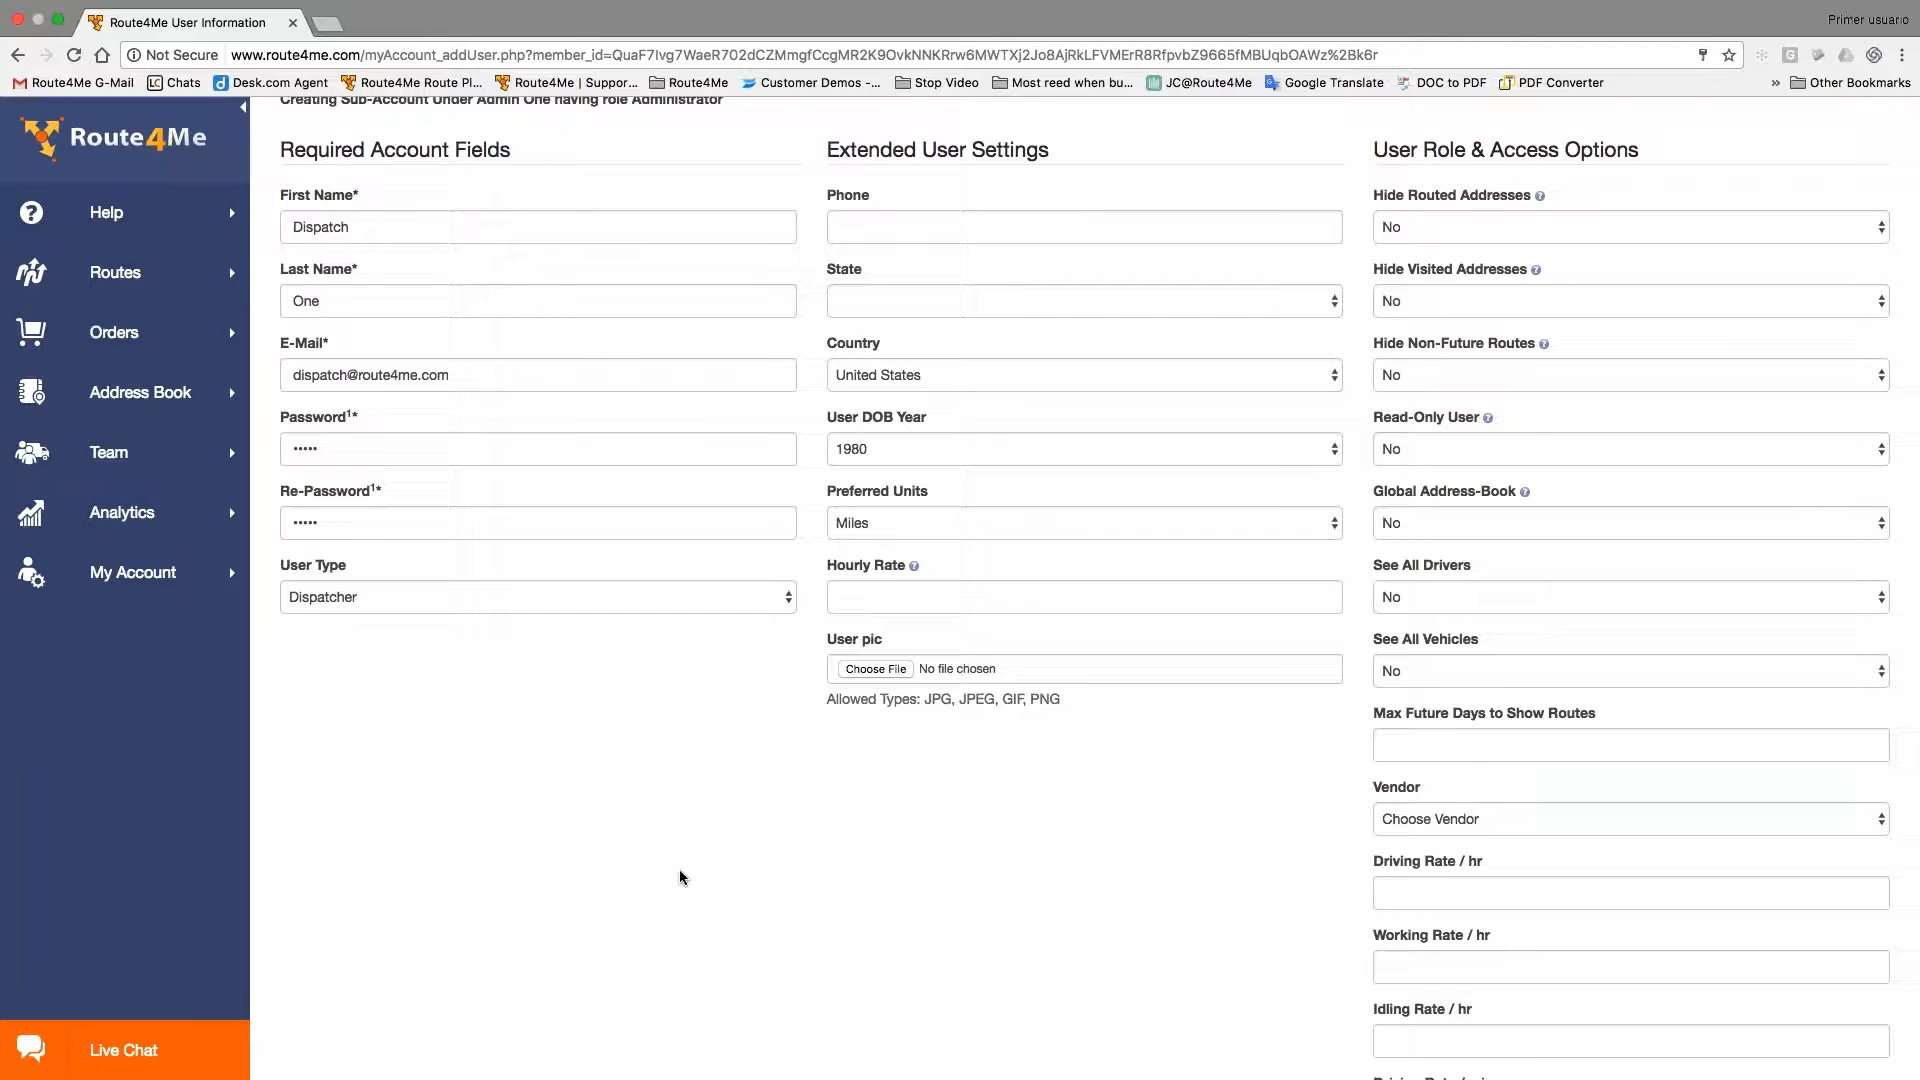 Route4Me User Information
Primer usuario
Not Secure
www.route4me.com/myAccount_addUser.php?member_id=QuaF7Ivg7WaeR702dCZMmgfCcgMR2K9OvkNNKRrw6MWTXj2Jo8AjRkLFVMErR8RfpvbZ9665fMBUqbOAWz%2Bk6r
Route4Me G-Mail
LC Chats
d Desk.com Agent
Route4Me Route Pl...
Route4Me | Suppor...
Route4Me
Customer Demos -...
Stop Video
Most reed when bu...
JC@Route4Me
Google Translate
DOC to PDF
PDF Converter
»
Other Bookmarks
Route4Me
Help
Routes
Orders
Address Book
Team
Analytics
My Account
Live Chat
Creating Sub-Account Under Admin One having role Administrator
Required Account Fields
First Name*
Dispatch
Last Name*
One
E-Mail*
dispatch@route4me.com
Password¹*
•••••
Re-Password¹*
•••••
User Type
Dispatcher
Extended User Settings
Phone
State
Country
United States
User DOB Year
1980
Preferred Units
Miles
Hourly Rate
User pic
Choose File No file chosen
Allowed Types: JPG, JPEG, GIF, PNG
User Role & Access Options
Hide Routed Addresses
No
Hide Visited Addresses
No
Hide Non-Future Routes
No
Read-Only User
No
Global Address-Book
No
See All Drivers
No
See All Vehicles
No
Max Future Days to Show Routes
Vendor
Choose Vendor
Driving Rate / hr
Working Rate / hr
Idling Rate / hr